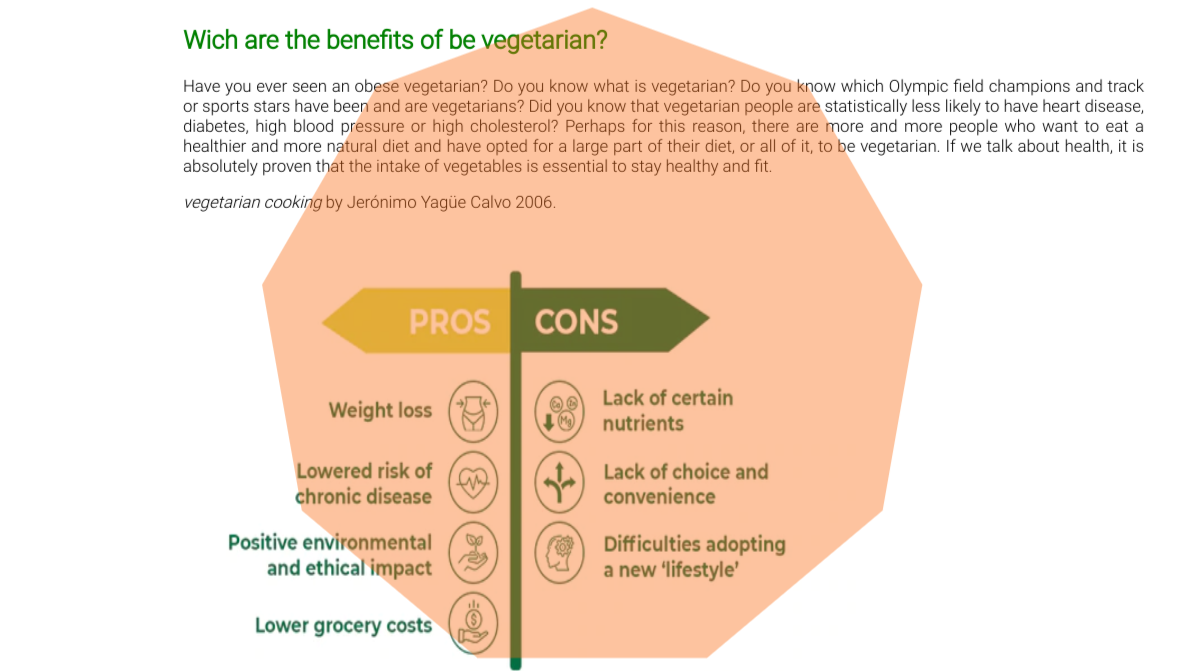 Wich are the benefits of be vegetarian?
Have you ever seen an obese vegetarian? Do you know what is vegetarian? Do you know which Olympic field champions and track
or sports stars have been and are vegetarians? Did you know that vegetarian people are statistically less likely to have heart disease,
diabetes, high blood pressure or high cholesterol? Perhaps for this reason, there are more and more people who want to eat a
healthier and more natural diet and have opted for a large part of their diet, or all of it, to be vegetarian. If we talk about health, it is
absolutely proven that the intake of vegetables is essential to stay healthy and fit.
vegetarian cooking by Jerónimo Yagüe Calvo 2006.
PROS
CONS
Weight loss
Lowered risk of
chronic disease
Positive environmental
and ethical impact
Lower grocery costs
Mg
Lack of certain
nutrients
Lack of choice and
convenience
Difficulties adopting
a new ‘lifestyle’